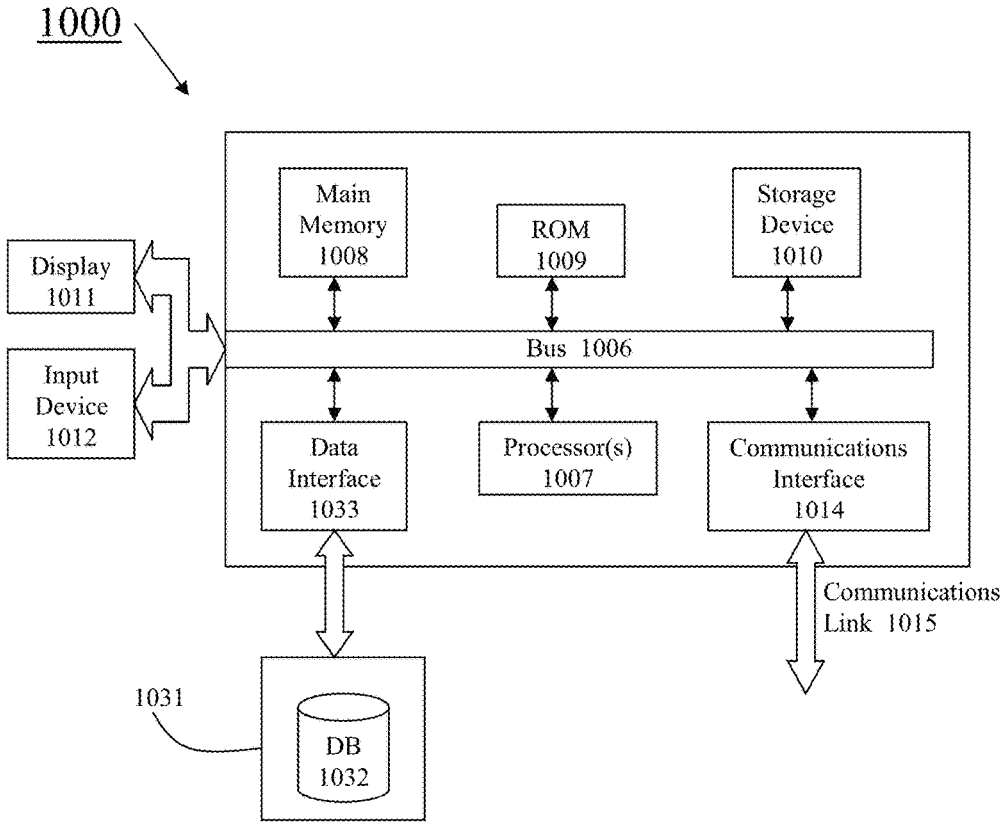 1000
Main
Memory
1008
ROM
1009
Storage
Device
1010
Display
1011
Bus 1006
Input
Device
1012
Data
Interface
1033
Processor(s)
1007
Communications
Interface
1014
Communications
Link 1015
1031
DB
1032